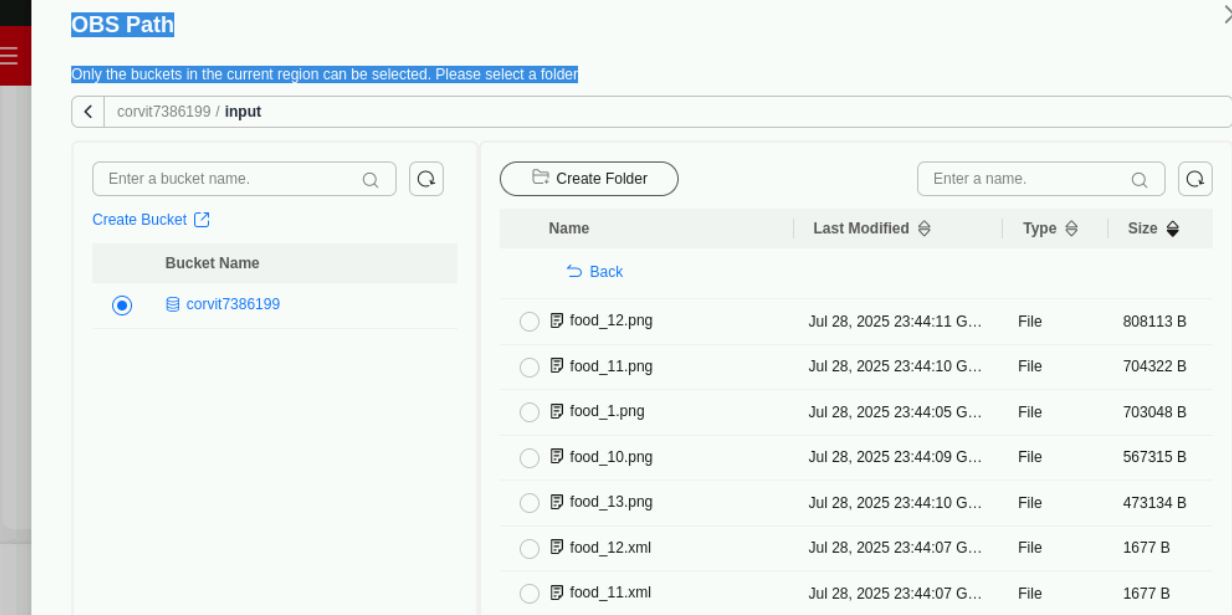 OBS Path
Only the buckets in the current region can be selected. Please select a folder
corvit7386199 / input
Enter a bucket name.
Create Bucket
Bucket Name
corvit7386199
Create Folder
Enter a name.
Name Last Modified Type Size
Back
food_12.png Jul 28, 2025 23:44:11 G... File 808113 B
food_11.png Jul 28, 2025 23:44:10 G... File 704322 B
food_1.png Jul 28, 2025 23:44:05 G... File 703048 B
food_10.png Jul 28, 2025 23:44:09 G... File 567315 B
food_13.png Jul 28, 2025 23:44:10 G... File 473134 B
food_12.xml Jul 28, 2025 23:44:07 G... File 1677 B
food_11.xml Jul 28, 2025 23:44:07 G... File 1677 B